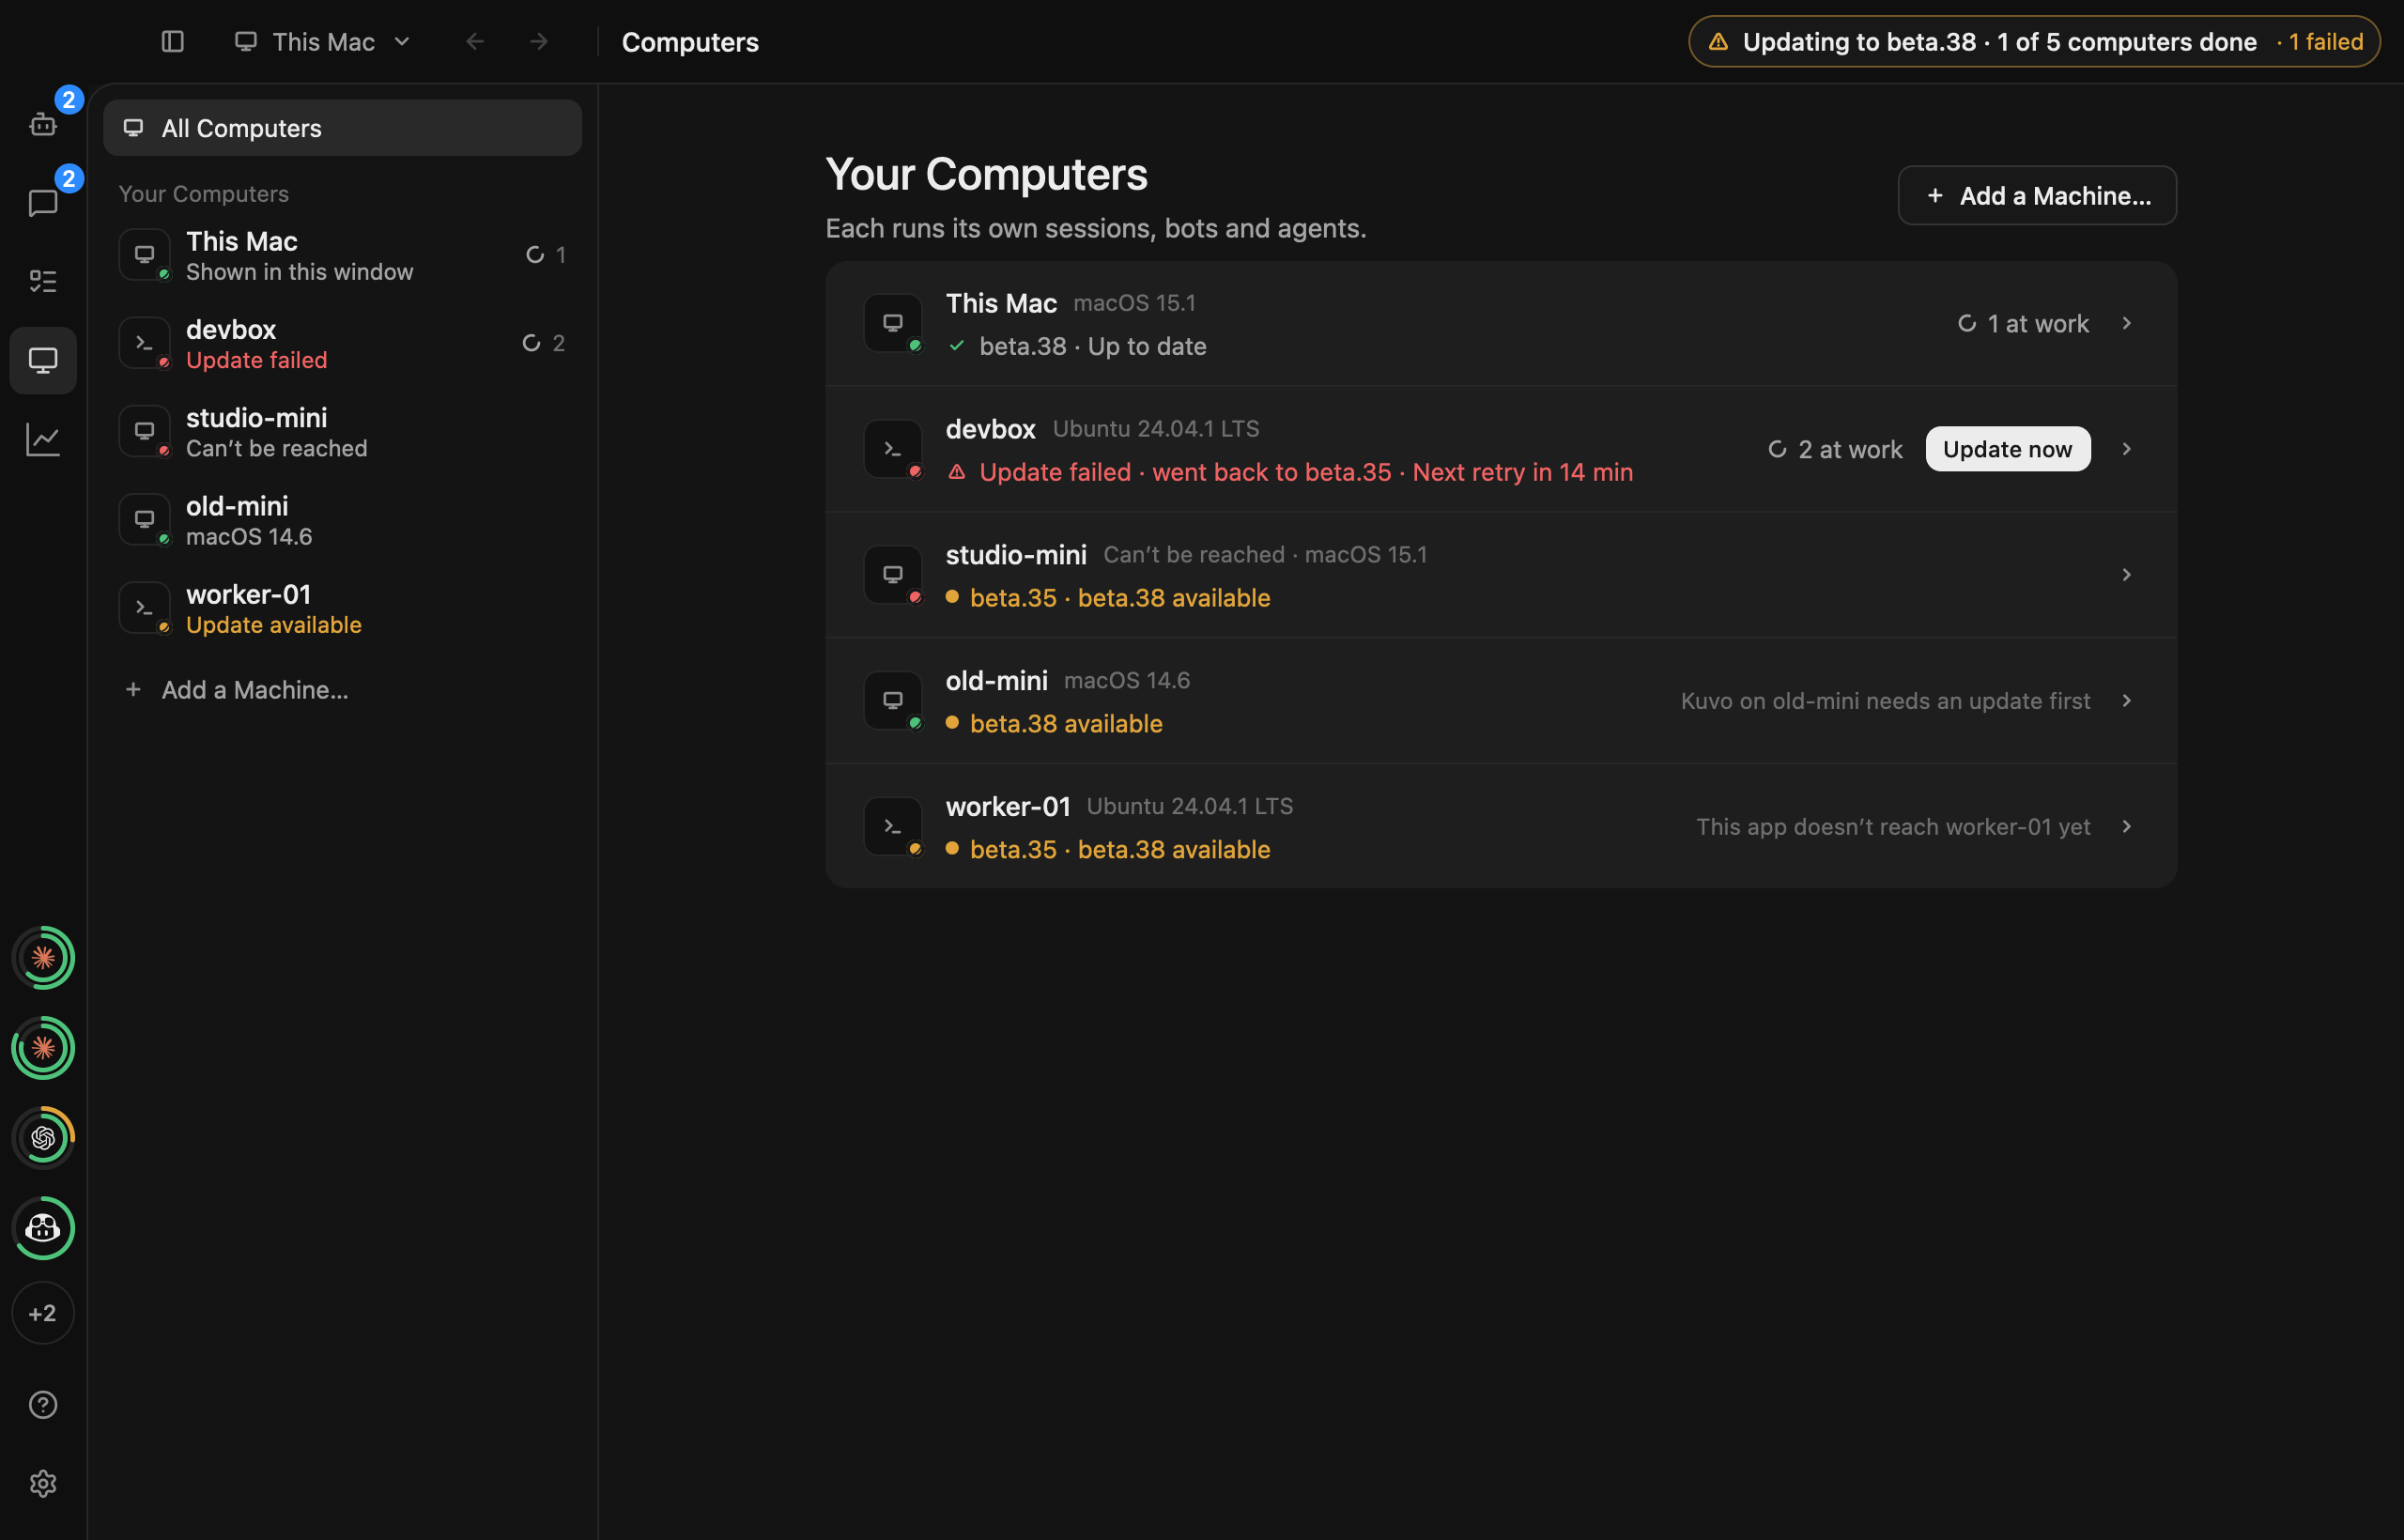 This Mac
Computers
Updating to beta.38 · 1 of 5 computers done · 1 failed
2
2
All Computers
Your Computers
This Mac
Shown in this window
1
devbox
Update failed
2
studio-mini
Can’t be reached
old-mini
macOS 14.6
worker-01
Update available
+ Add a Machine...
+2
Your Computers
Each runs its own sessions, bots and agents.
+ Add a Machine...
This Mac macOS 15.1
beta.38 · Up to date
1 at work
devbox Ubuntu 24.04.1 LTS
Update failed · went back to beta.35 · Next retry in 14 min
2 at work
Update now
studio-mini Can’t be reached · macOS 15.1
beta.35 · beta.38 available
old-mini macOS 14.6
beta.38 available
Kuvo on old-mini needs an update first
worker-01 Ubuntu 24.04.1 LTS
beta.35 · beta.38 available
This app doesn’t reach worker-01 yet